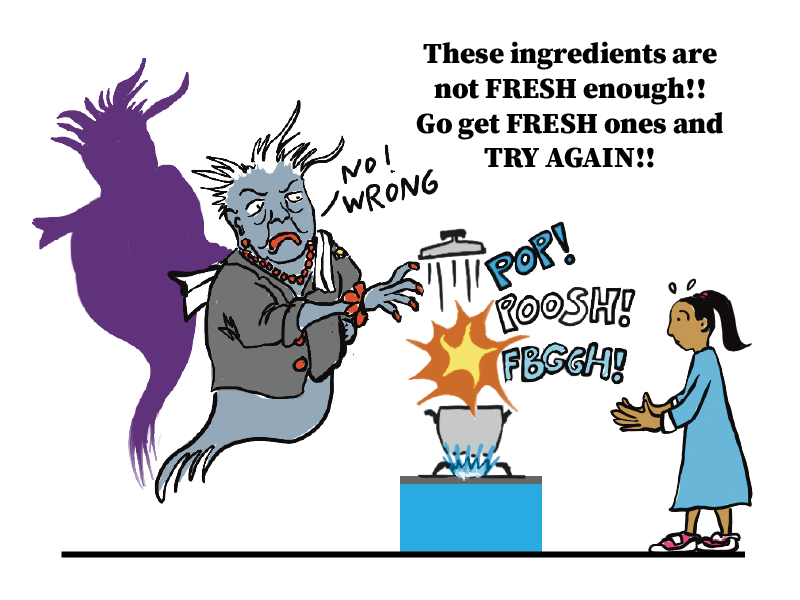 These ingredients are
not FRESH enough!!
Go get FRESH ones and
TRY AGAIN!!
NO!
WRONG
POP!
POOSH!
FBGGH!